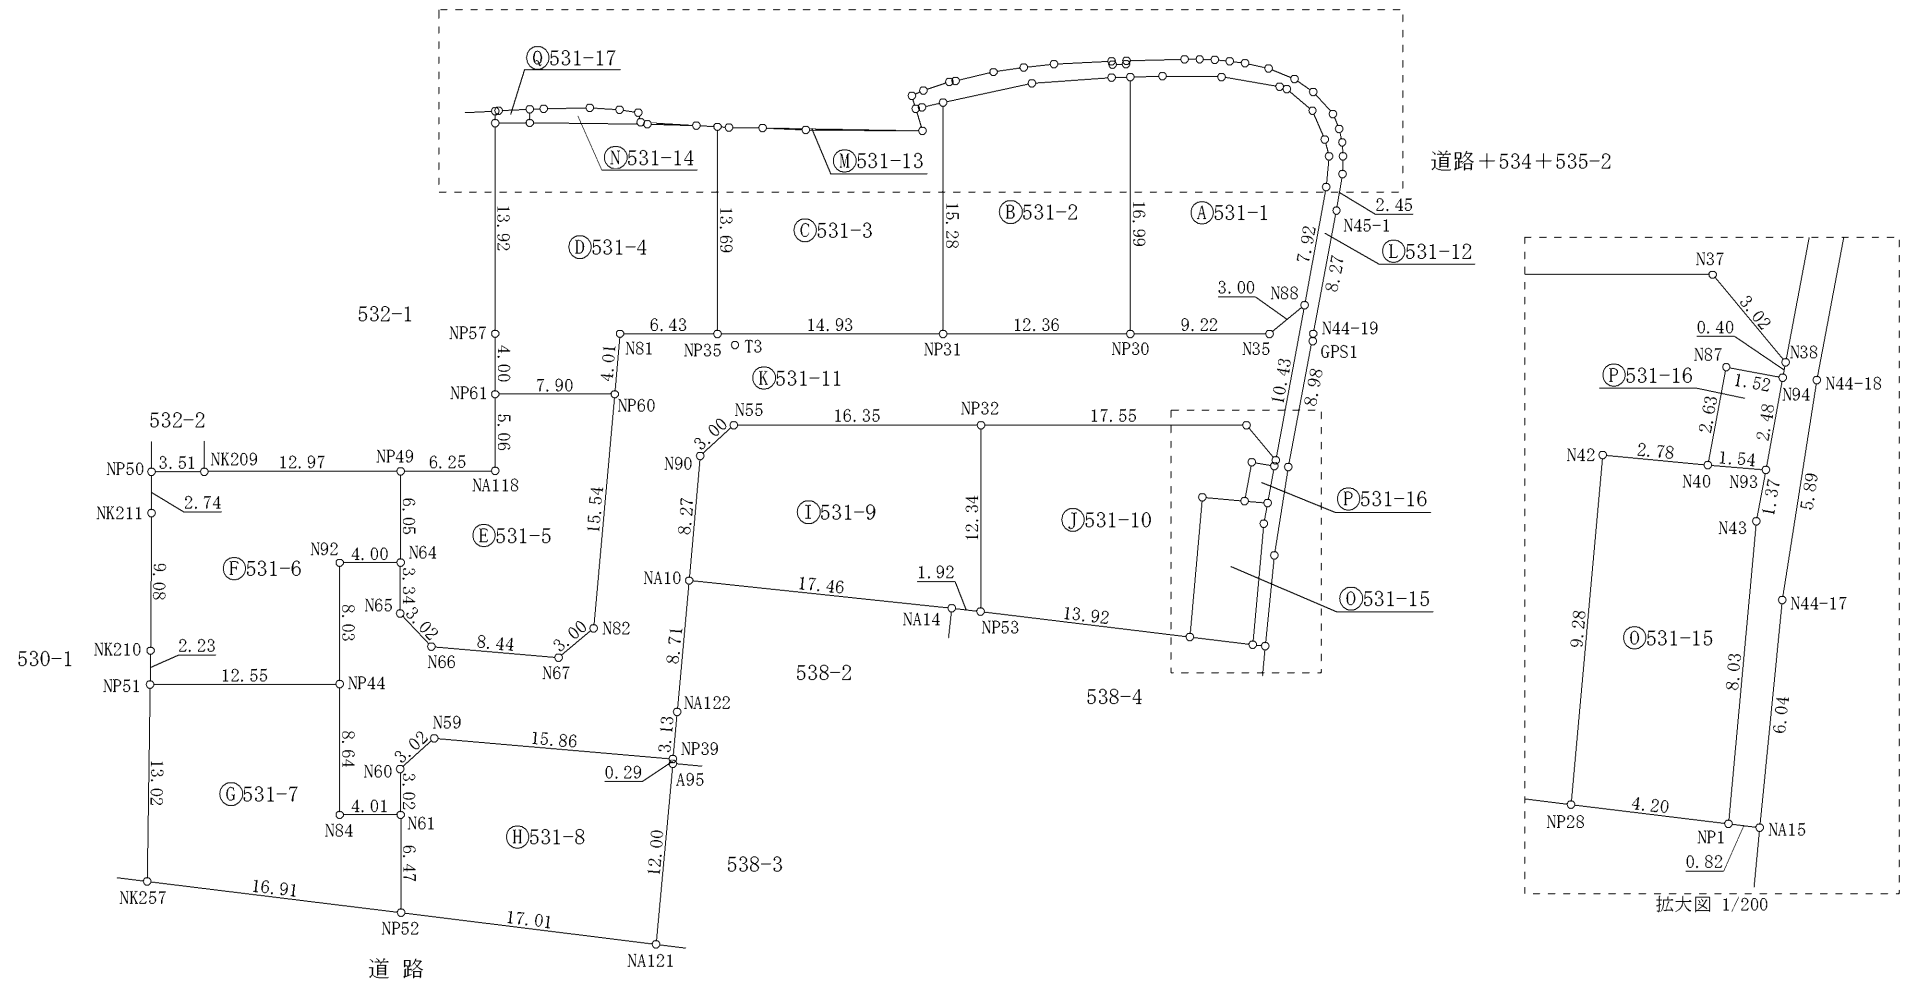 Ⓠ531-17
Ⓝ531-14
Ⓜ531-13
道路＋534＋535-2
13.92
13.69
15.28
16.99
Ⓓ531-4
Ⓒ531-3
Ⓑ531-2
Ⓐ531-1
2.45
N45-1
7.92
Ⓛ531-12
8.27
3.00
N88
532-1
NP57
N81
6.43
NP35
T3
14.93
NP31
12.36
NP30
9.22
N35
N44-19
GPS1
4.00
4.01
Ⓚ531-11
10.43
8.98
NP61
7.90
NP60
532-2
5.06
N55
16.35
NP32
17.55
3.00
NP50
3.51
NK209
12.97
NP49
6.25
NA118
N90
2.74
NK211
6.05
15.54
8.27
Ⓘ531-9
12.34
Ⓙ531-10
Ⓟ531-16
Ⓔ531-5
N92
4.00
N64
Ⓕ531-6
9.08
3.34
NA10
17.46
1.92
Ⓞ531-15
N65
3.02
8.03
NA14
NP53
13.92
N82
8.44
3.00
N66
N67
8.71
NK210
2.23
530-1
NP51
12.55
NP44
538-2
538-4
NA122
N59
3.13
15.86
NP39
8.64
3.02
N60
0.29
A95
13.02
3.02
Ⓖ531-7
4.01
N84
N61
Ⓗ531-8
12.00
538-3
6.47
NK257
16.91
NP52
17.01
NA121
道 路
N37
3.02
0.40
N38
N87
Ⓟ531-16
1.52
N94
N44-18
2.63
2.48
N42
2.78
N40
1.54
N93
1.37
N43
5.89
N44-17
9.28
Ⓞ531-15
8.03
6.04
NP28
4.20
NP1
NA15
0.82
拡大図 1/200